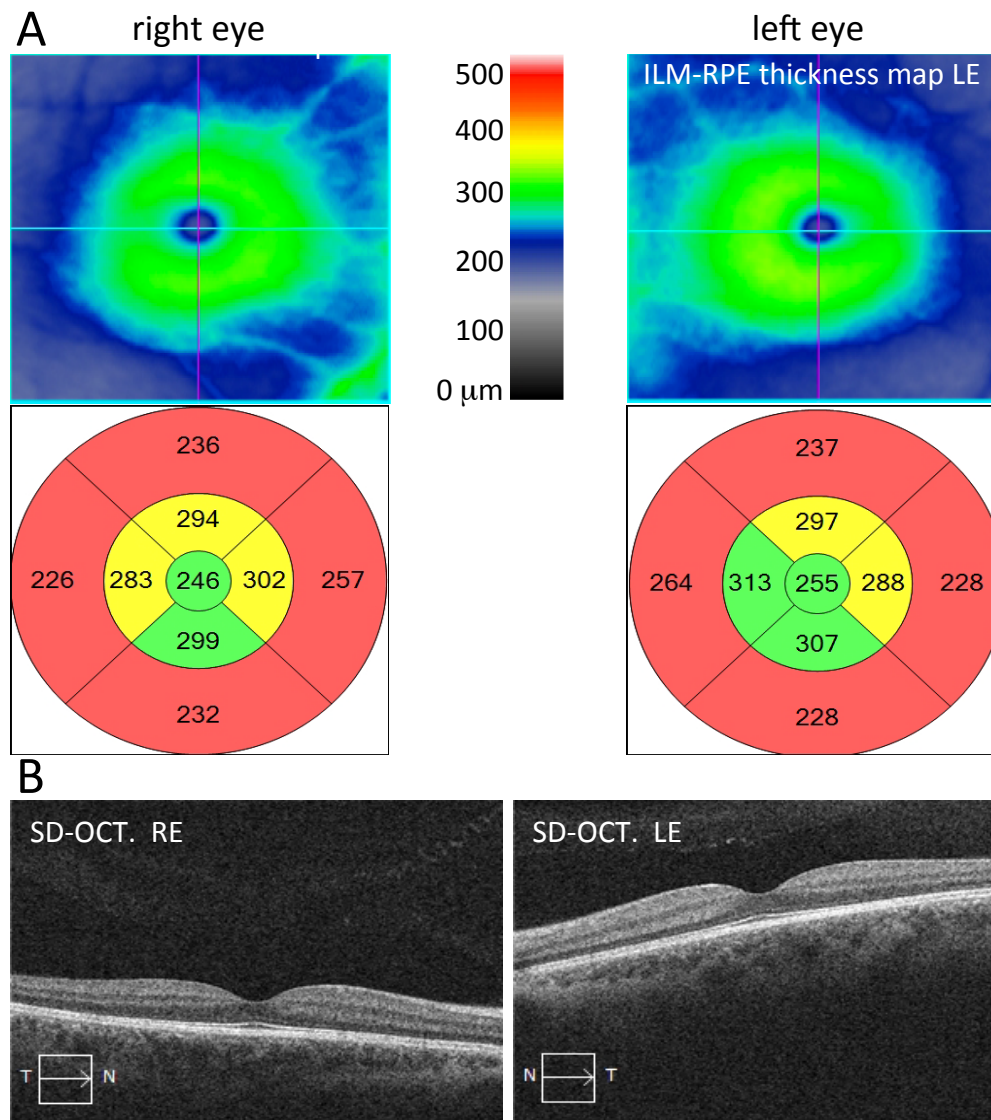 A
right eye
left eye
ILM-RPE thickness map LE
500
400
300
200
100
0 μm
236
294
226 283 246 302 257
299
232
237
297
264 313 255 288 228
307
228
B
SD-OCT. RE
SD-OCT. LE
T N
N T